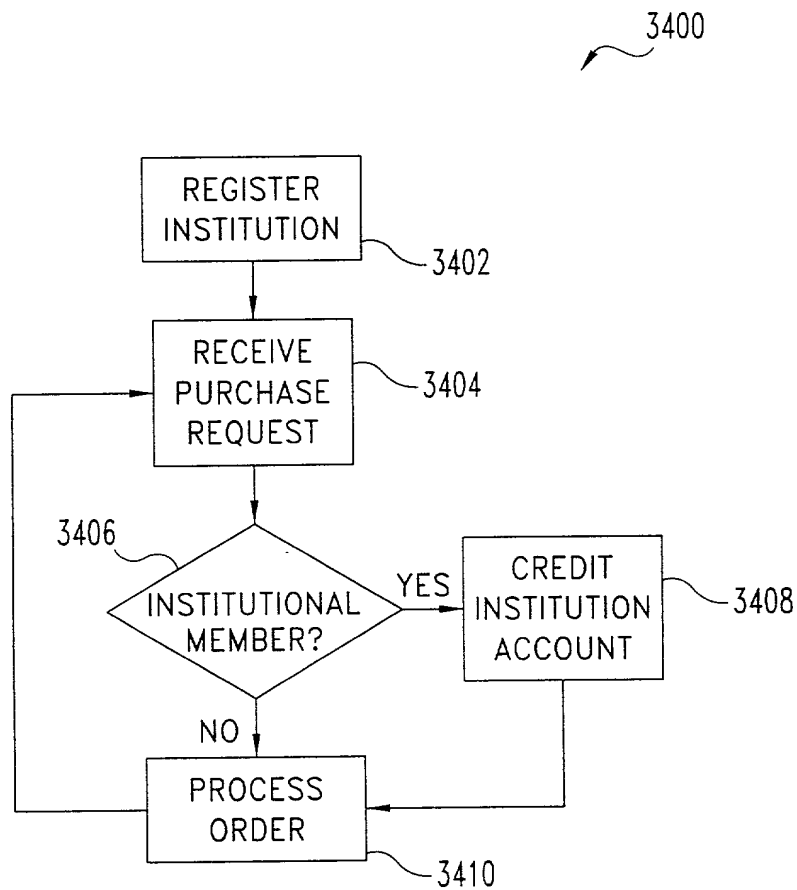 3400
REGISTER
INSTITUTION
3402
RECEIVE
PURCHASE
REQUEST
3404
3406
INSTITUTIONAL
MEMBER?
YES
CREDIT
INSTITUTION
ACCOUNT
3408
NO
PROCESS
ORDER
3410